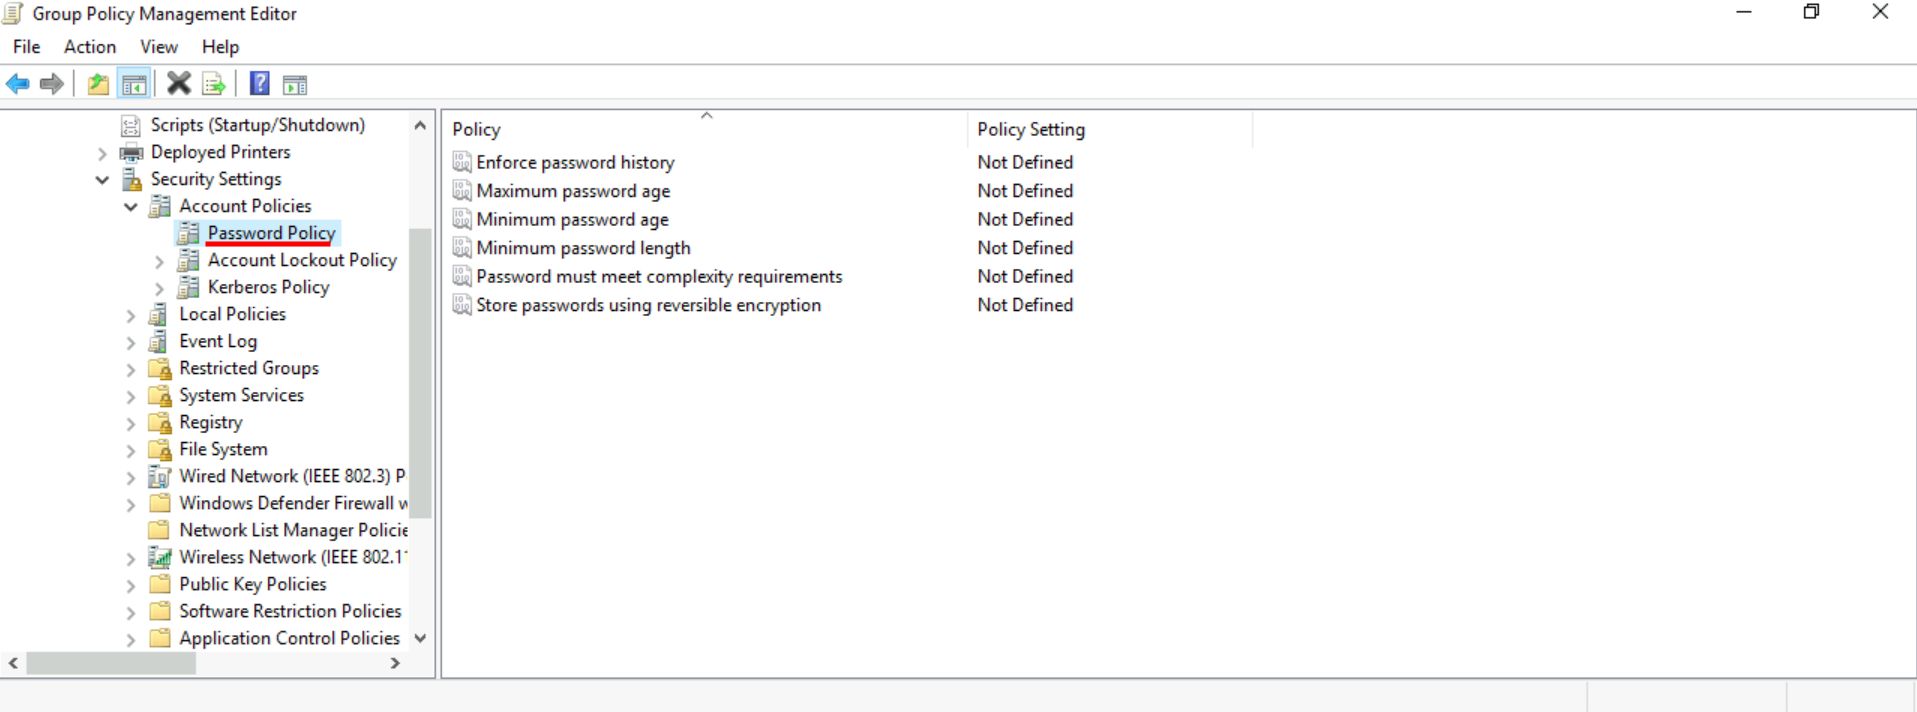 Group Policy Management Editor
File Action View Help
Scripts (Startup/Shutdown)
Deployed Printers
Security Settings
Account Policies
Password Policy
Account Lockout Policy
Kerberos Policy
Local Policies
Event Log
Restricted Groups
System Services
Registry
File System
Wired Network (IEEE 802.3) P
Windows Defender Firewall w
Network List Manager Policie
Wireless Network (IEEE 802.11
Public Key Policies
Software Restriction Policies
Application Control Policies
Policy Policy Setting
Enforce password history Not Defined
Maximum password age Not Defined
Minimum password age Not Defined
Minimum password length Not Defined
Password must meet complexity requirements Not Defined
Store passwords using reversible encryption Not Defined